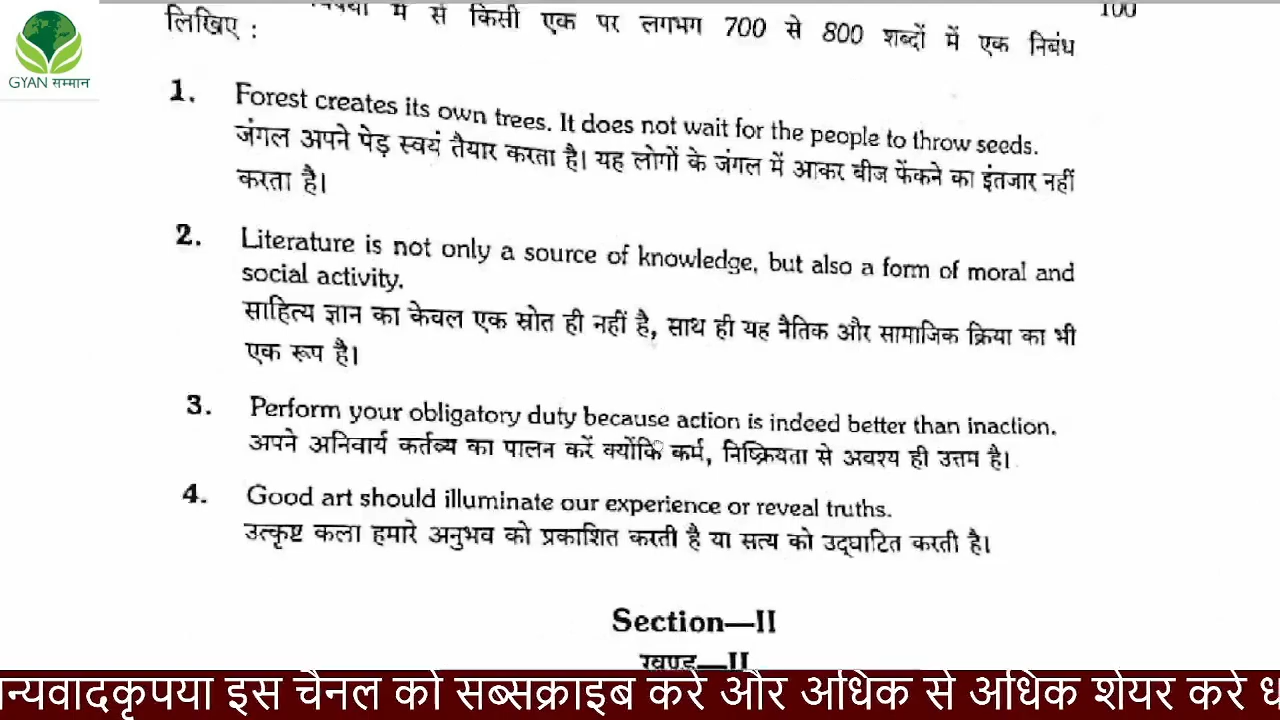 लिखिए : में से किसी एक पर लगभग 700 से 800 शब्दों में एक निबंध
100
GYAN सम्मान
1. Forest creates its own trees. It does not wait for the people to throw seeds.
जंगल अपने पेड़ स्वयं तैयार करता है। यह लोगों के जंगल में आकर बीज फेंकने का इंतजार नहीं
करता है।
2. Literature is not only a source of knowledge, but also a form of moral and
social activity.
साहित्य ज्ञान का केवल एक स्रोत ही नहीं है, साथ ही यह नैतिक और सामाजिक क्रिया का भी
एक रूप है।
3. Perform your obligatory duty because action is indeed better than inaction.
अपने अनिवार्य कर्तव्य का पालन करें क्योंकि कर्म, निष्क्रियता से अवश्य ही उत्तम है।
4. Good art should illuminate our experience or reveal truths.
उत्कृष्ट कला हमारे अनुभव को प्रकाशित करती है या सत्य को उद्घाटित करती है।
Section—II
खण्ड—II
न्यवादकृपया इस चैनल को सब्सक्राइब करे और अधिक से अधिक शेयर करे ध